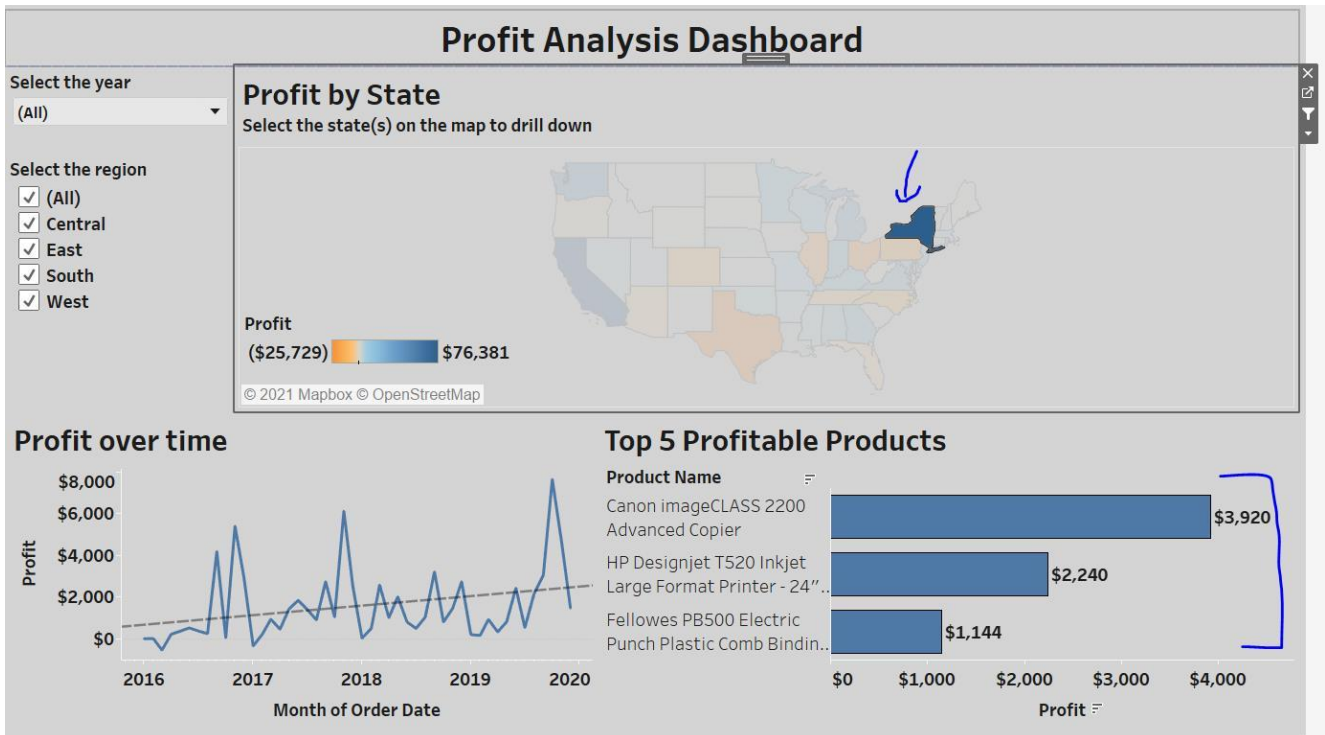 Profit Analysis Dashboard
Select the year
(All)
Select the region
(All)
Central
East
South
West
Profit by State
Select the state(s) on the map to drill down
Profit
($25,729)
$76,381
© 2021 Mapbox © OpenStreetMap
Profit over time
Profit
$8,000
$6,000
$4,000
$2,000
$0
2016
2017
2018
2019
2020
Month of Order Date
Top 5 Profitable Products
Product Name
Canon imageCLASS 2200
Advanced Copier
$3,920
HP Designjet T520 Inkjet
Large Format Printer - 24"..
$2,240
Fellowes PB500 Electric
Punch Plastic Comb Bindin..
$1,144
$0
$1,000
$2,000
$3,000
$4,000
Profit